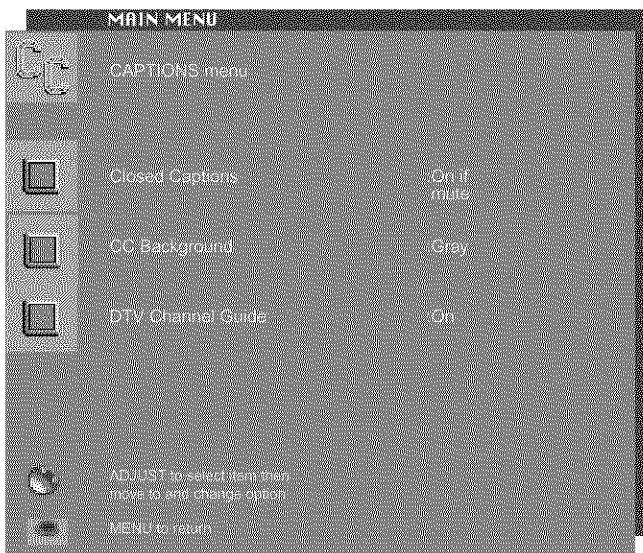 MAIN MENU
CC
CAPTIONS menu
Closed Captions
On if
mute
CC Background
Gray
DTV Channel Guide
On
ADJUST to select item then
move to and change option
MENU to return